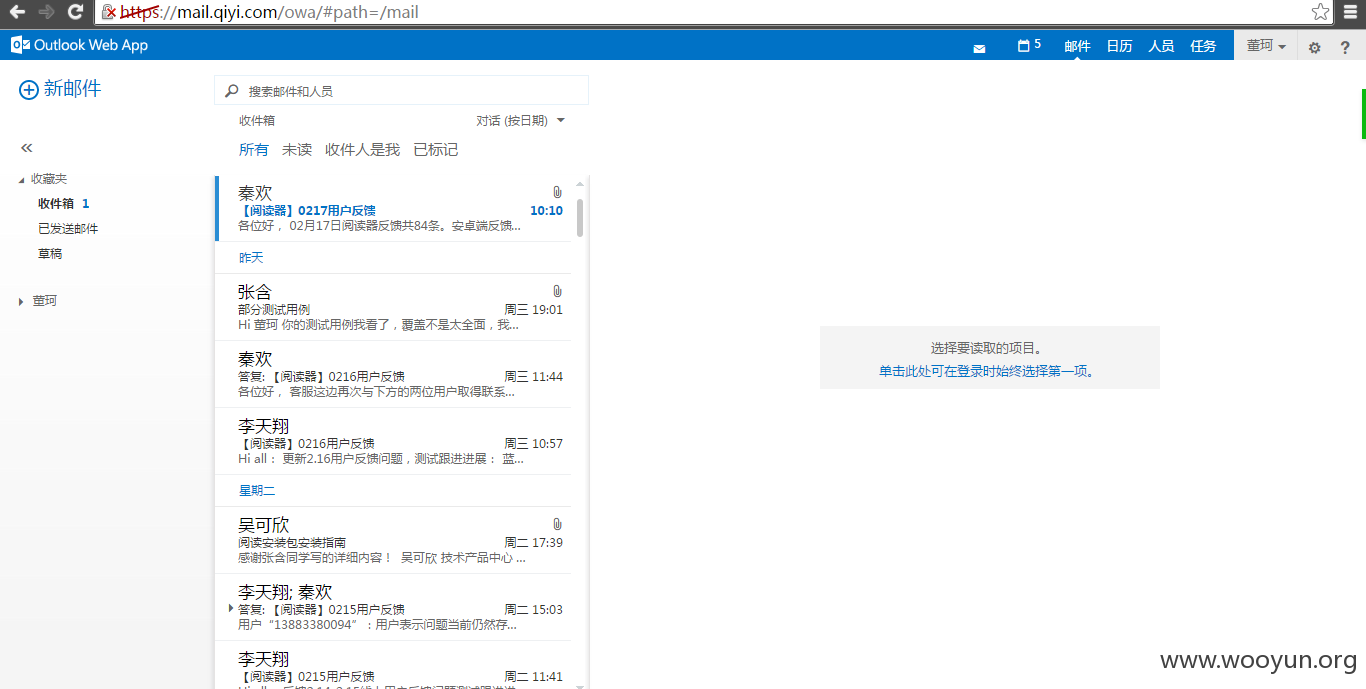 https://mail.qiyi.com/owa/#path=/mail
Outlook Web App
5 邮件 日历 人员 任务 董珂 ?
新邮件
搜索邮件和人员
收件箱 对话 (按日期)
所有 未读 收件人是我 已标记
收藏夹
收件箱 1
已发送邮件
草稿
董珂
秦欢
【阅读器】0217用户反馈 10:10
各位好， 02月17日阅读器反馈共84条。安卓端反馈...
昨天
张含
部分测试用例 周三 19:01
Hi 董珂 你的测试用例我看了，覆盖不是太全面，我...
秦欢
答复: 【阅读器】0216用户反馈 周三 11:44
各位好， 客服这边再次与下方的两位用户取得联系...
李天翔
【阅读器】0216用户反馈 周三 10:57
Hi all： 更新2.16用户反馈问题，测试跟进进展： 蓝...
星期二
吴可欣
阅读安装包安装指南 周二 17:39
感谢张含同学写的详细内容！ 吴可欣 技术产品中心 ...
李天翔; 秦欢
答复: 【阅读器】0215用户反馈 周二 15:03
用户“13883380094”：用户表示问题当前仍然存...
李天翔
【阅读器】0215用户反馈 周二 11:41
选择要读取的项目。
单击此处可在登录时始终选择第一项。
www.wooyun.org